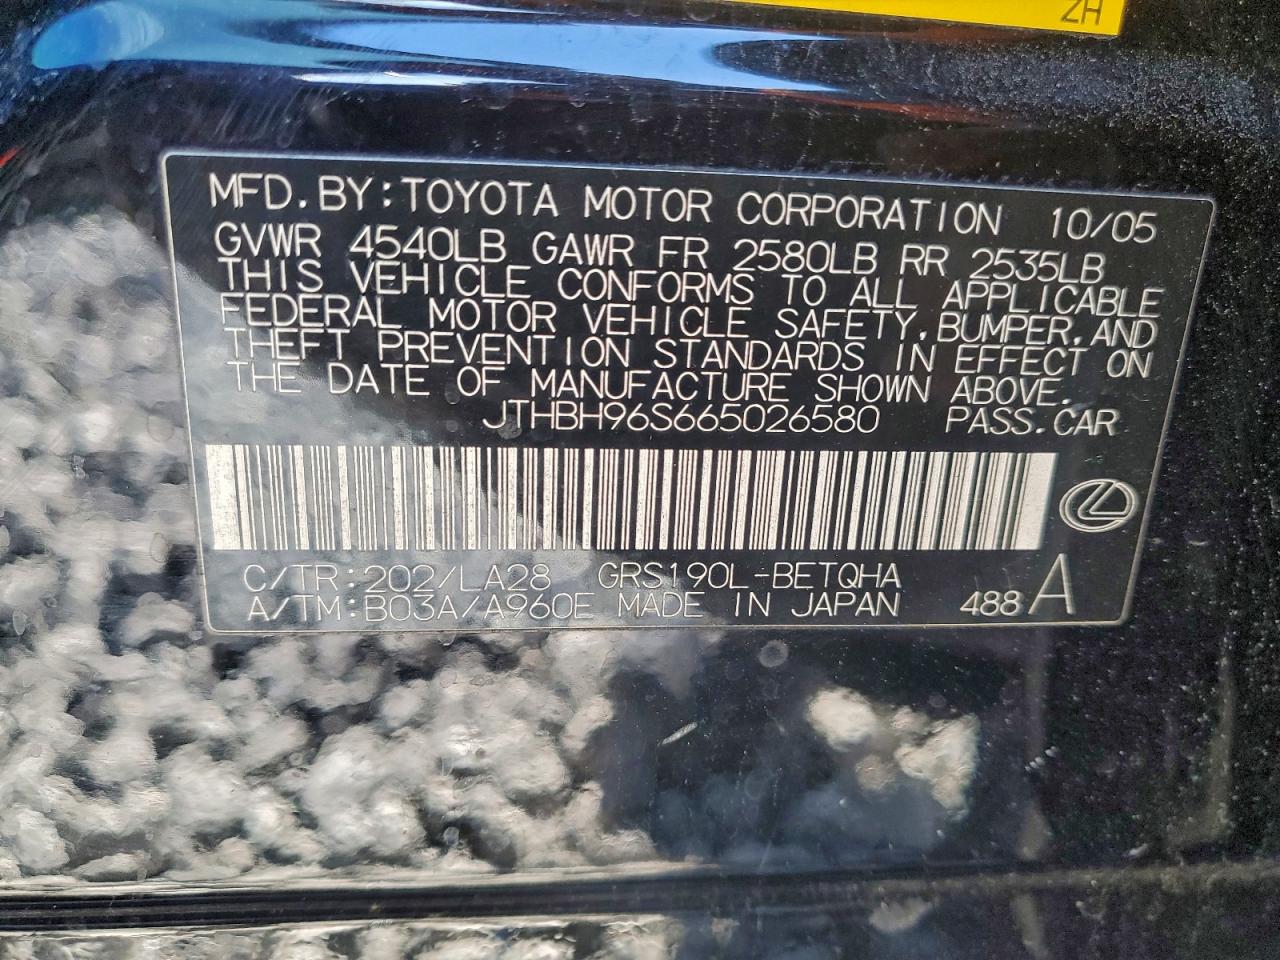 ZH
MFD.BY:TOYOTA MOTOR CORPORATION 10/05
GVWR 4540LB GAWR FR 2580LB RR 2535LB
THIS VEHICLE CONFORMS TO ALL APPLICABLE
FEDERAL MOTOR VEHICLE SAFETY,BUMPER,AND
THEFT PREVENTION STANDARDS IN EFFECT ON
THE DATE OF MANUFACTURE SHOWN ABOVE.
JTHBH96S665026580 PASS.CAR
C/TR:202/LA28 GRS190L-BETQHA
A/TM:B03A/A960E MADE IN JAPAN 488 A